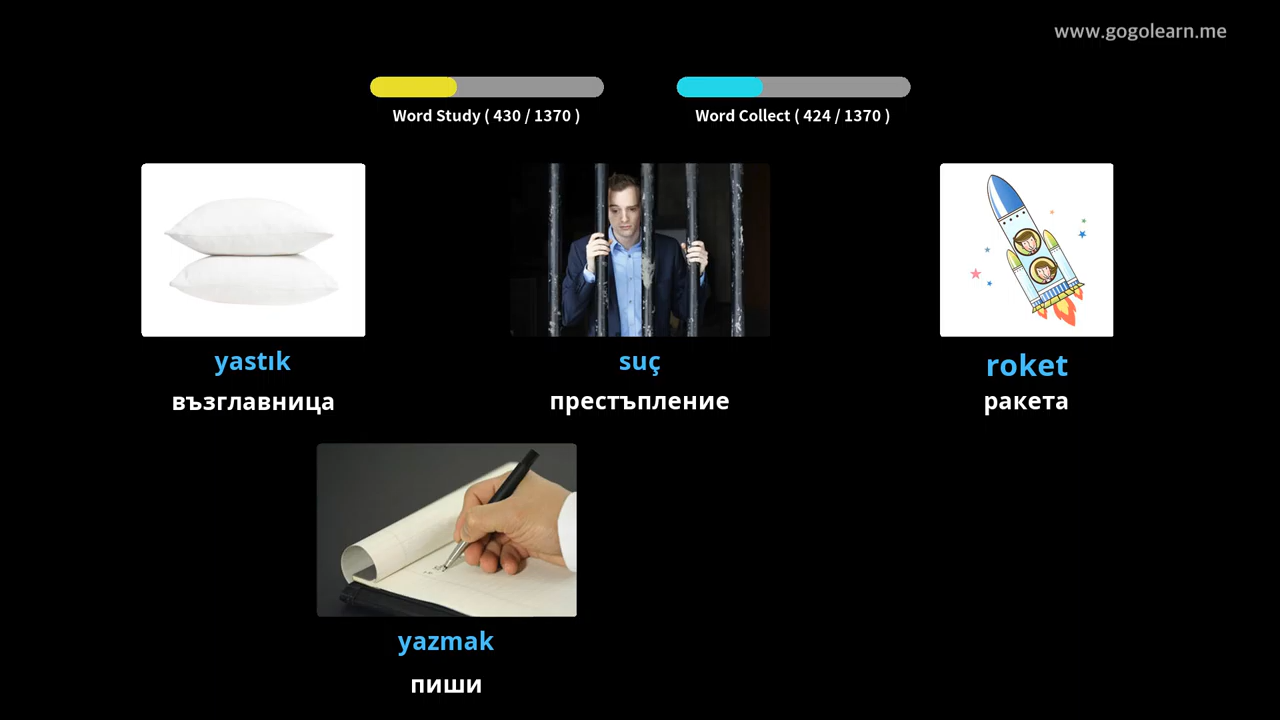 www.gogolearn.me
Word Study ( 430 / 1370 )
Word Collect ( 424 / 1370 )
yastık
възглавница
suç
престъпление
roket
ракета
yazmak
пиши